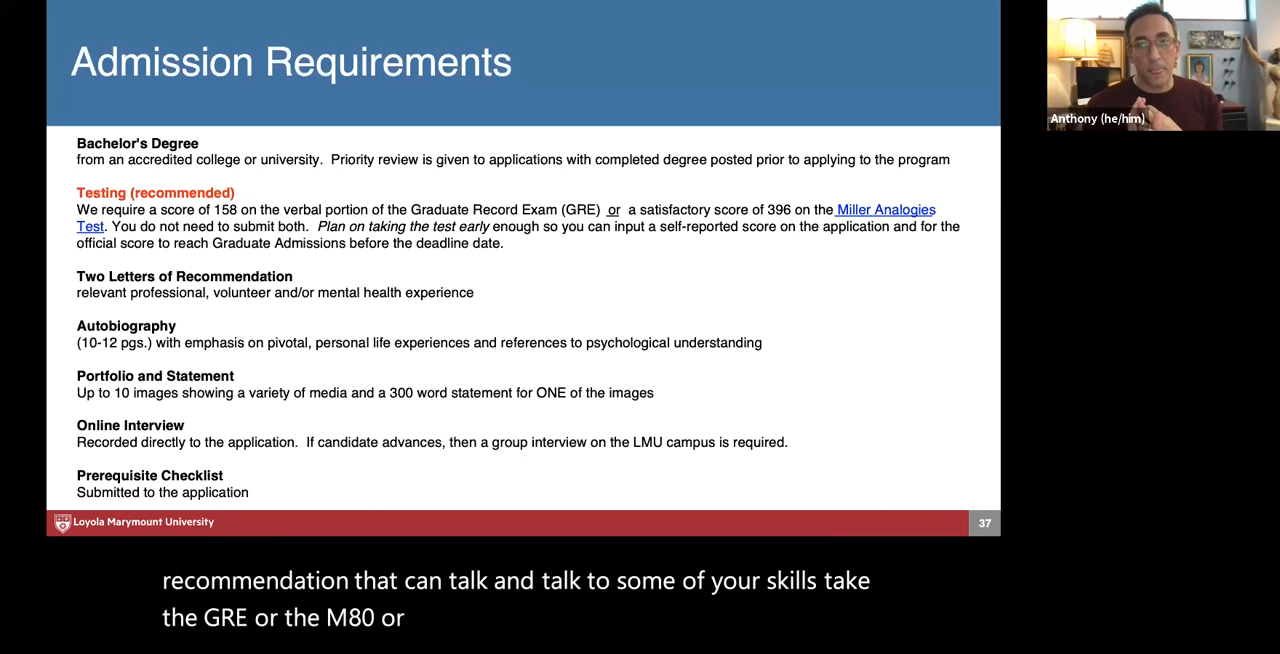 Admission Requirements
Anthony (he/him)
Bachelor's Degree
from an accredited college or university. Priority review is given to applications with completed degree posted prior to applying to the program
Testing (recommended)
We require a score of 158 on the verbal portion of the Graduate Record Exam (GRE) or a satisfactory score of 396 on the Miller Analogies
Test. You do not need to submit both. Plan on taking the test early enough so you can input a self-reported score on the application and for the
official score to reach Graduate Admissions before the deadline date.
Two Letters of Recommendation
relevant professional, volunteer and/or mental health experience
Autobiography
(10-12 pgs.) with emphasis on pivotal, personal life experiences and references to psychological understanding
Portfolio and Statement
Up to 10 images showing a variety of media and a 300 word statement for ONE of the images
Online Interview
Recorded directly to the application. If candidate advances, then a group interview on the LMU campus is required.
Prerequisite Checklist
Submitted to the application
Loyola Marymount University
37
recommendation that can talk and talk to some of your skills take
the GRE or the M80 or